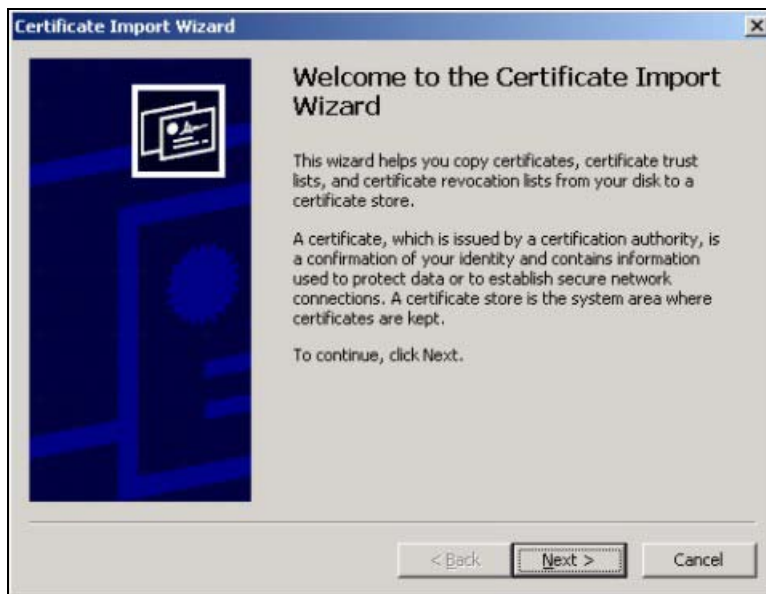 Certificate Import Wizard
Welcome to the Certificate Import
Wizard
This wizard helps you copy certificates, certificate trust
lists, and certificate revocation lists from your disk to a
certificate store.
A certificate, which is issued by a certification authority, is
a confirmation of your identity and contains information
used to protect data or to establish secure network
connections. A certificate store is the system area where
certificates are kept.
To continue, click Next.
< Back Next > Cancel